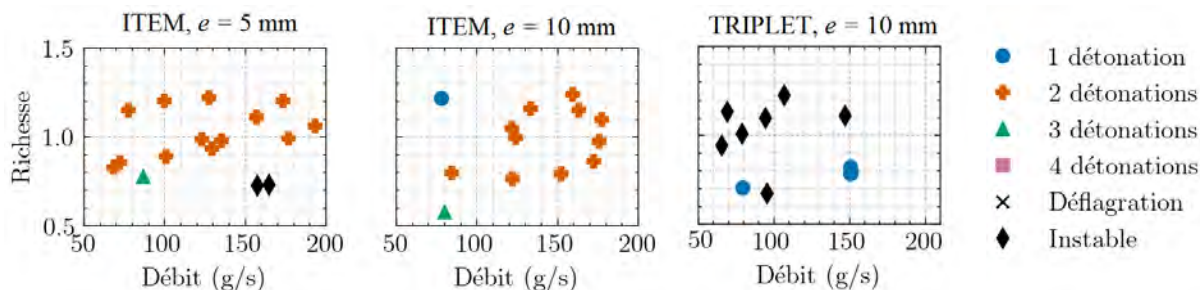 ITEM, e = 5 mm
ITEM, e = 10 mm
TRIPLET, e = 10 mm
Richesse
1.5
1.0
0.5
50 100 150 200
50 100 150 200
50 100 150 200
Débit (g/s)
Débit (g/s)
Débit (g/s)
1 détonation
2 détonations
3 détonations
4 détonations
Déflagration
Instable